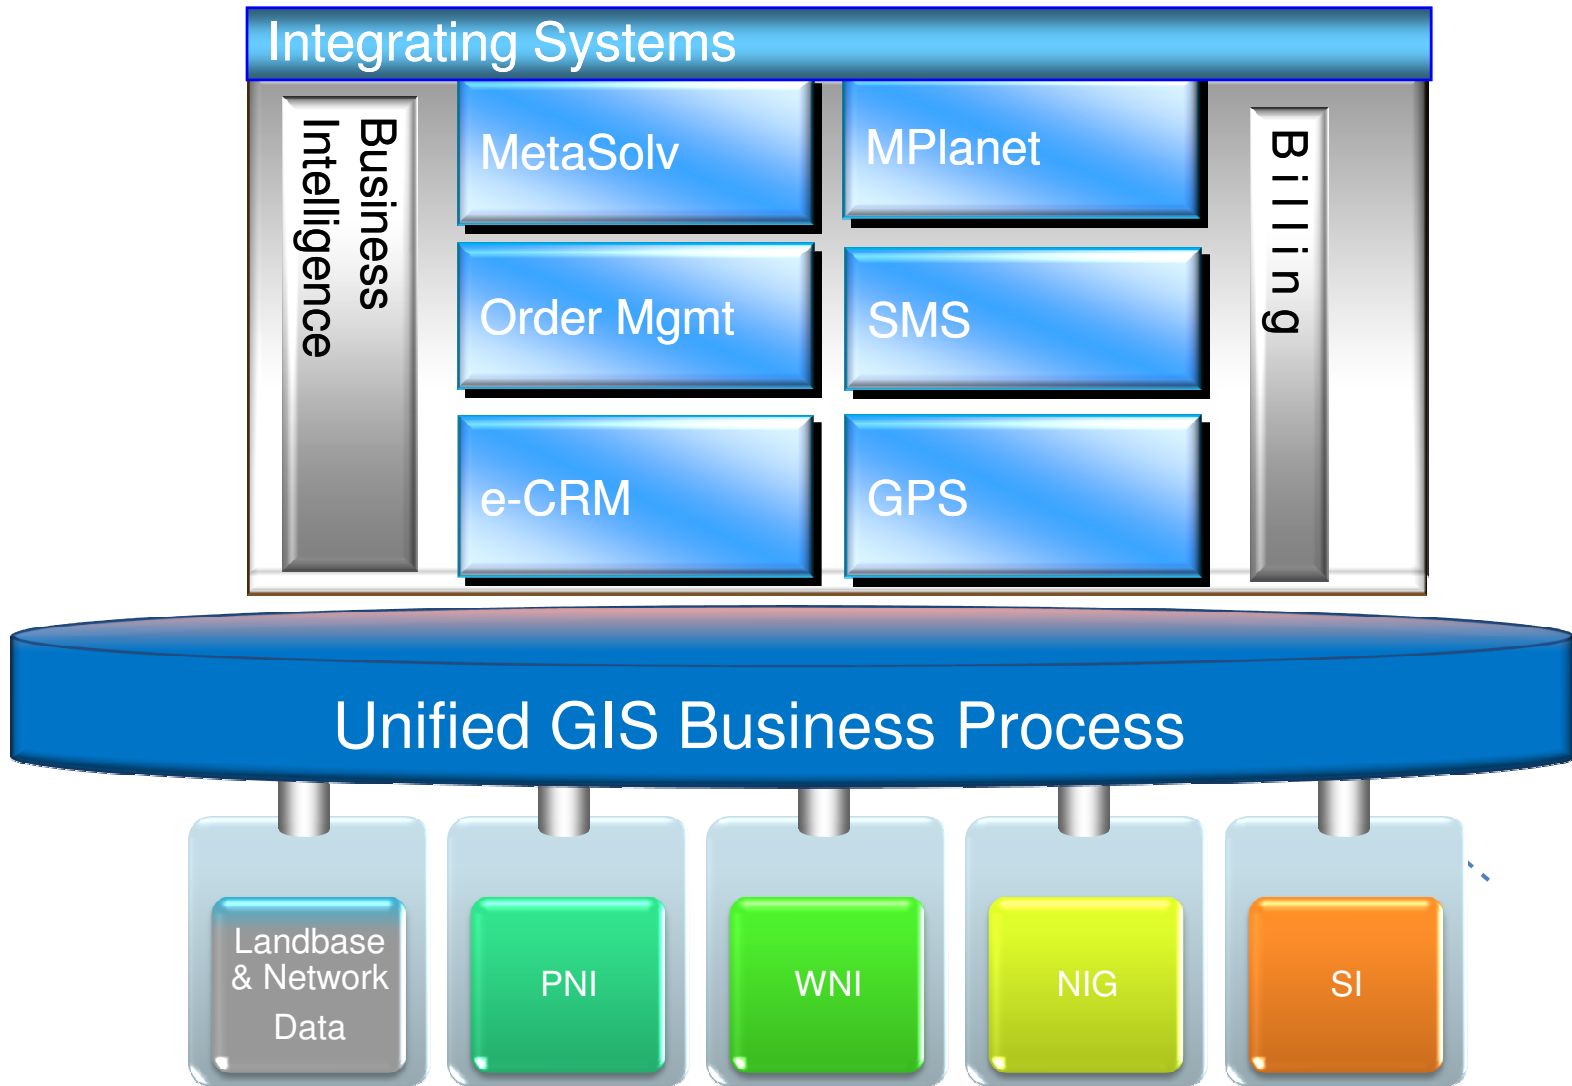 Integrating Systems
Business
Intelligence
MetaSolv
MPlanet
Order Mgmt
SMS
e-CRM
GPS
Billing
Unified GIS Business Process
Landbase
& Network
Data
PNI
WNI
NIG
SI